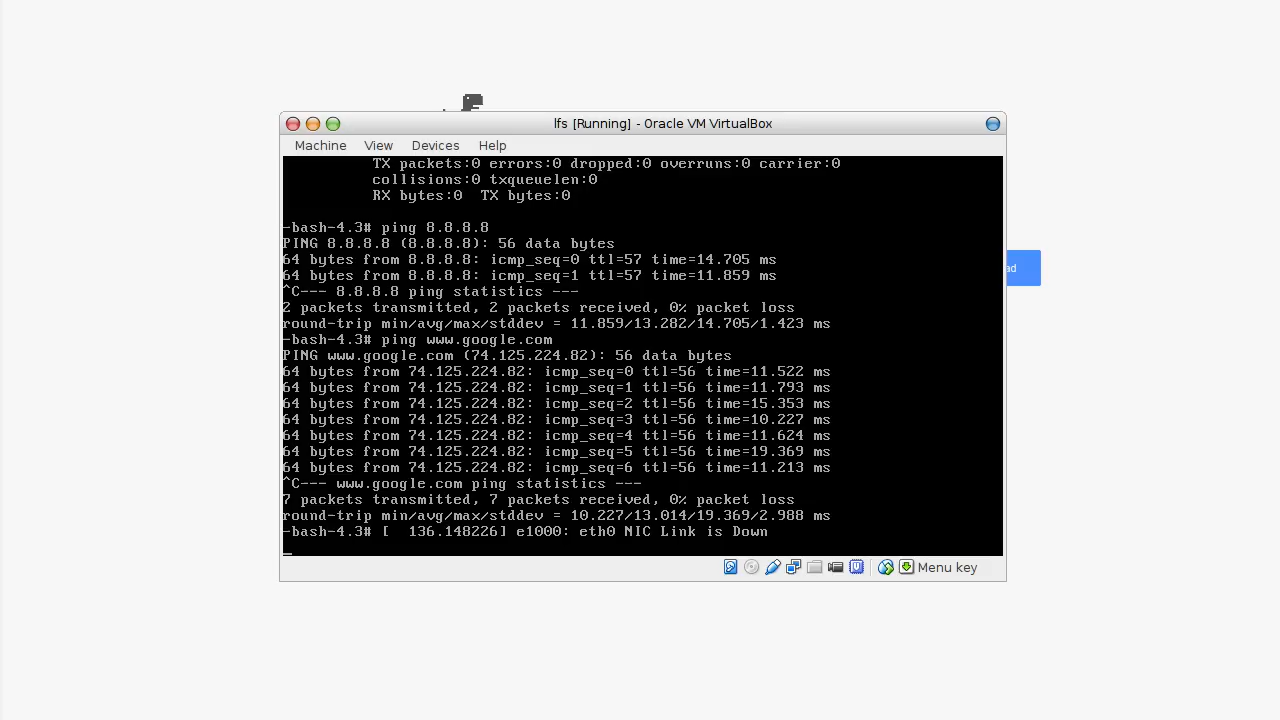 lfs [Running] - Oracle VM VirtualBox
Machine View Devices Help
TX packets:0 errors:0 dropped:0 overruns:0 carrier:0
collisions:0 txqueuelen:0
RX bytes:0  TX bytes:0
-bash-4.3# ping 8.8.8.8
PING 8.8.8.8 (8.8.8.8): 56 data bytes
64 bytes from 8.8.8.8: icmp_seq=0 ttl=57 time=14.705 ms
64 bytes from 8.8.8.8: icmp_seq=1 ttl=57 time=11.859 ms
^C--- 8.8.8.8 ping statistics ---
2 packets transmitted, 2 packets received, 0% packet loss
round-trip min/avg/max/stddev = 11.859/13.282/14.705/1.423 ms
-bash-4.3# ping www.google.com
PING www.google.com (74.125.224.82): 56 data bytes
64 bytes from 74.125.224.82: icmp_seq=0 ttl=56 time=11.522 ms
64 bytes from 74.125.224.82: icmp_seq=1 ttl=56 time=11.793 ms
64 bytes from 74.125.224.82: icmp_seq=2 ttl=56 time=15.353 ms
64 bytes from 74.125.224.82: icmp_seq=3 ttl=56 time=10.227 ms
64 bytes from 74.125.224.82: icmp_seq=4 ttl=56 time=11.624 ms
64 bytes from 74.125.224.82: icmp_seq=5 ttl=56 time=19.369 ms
64 bytes from 74.125.224.82: icmp_seq=6 ttl=56 time=11.213 ms
^C--- www.google.com ping statistics ---
7 packets transmitted, 7 packets received, 0% packet loss
round-trip min/avg/max/stddev = 10.227/13.014/19.369/2.988 ms
-bash-4.3# [  136.148226] e1000: eth0 NIC Link is Down
Menu key